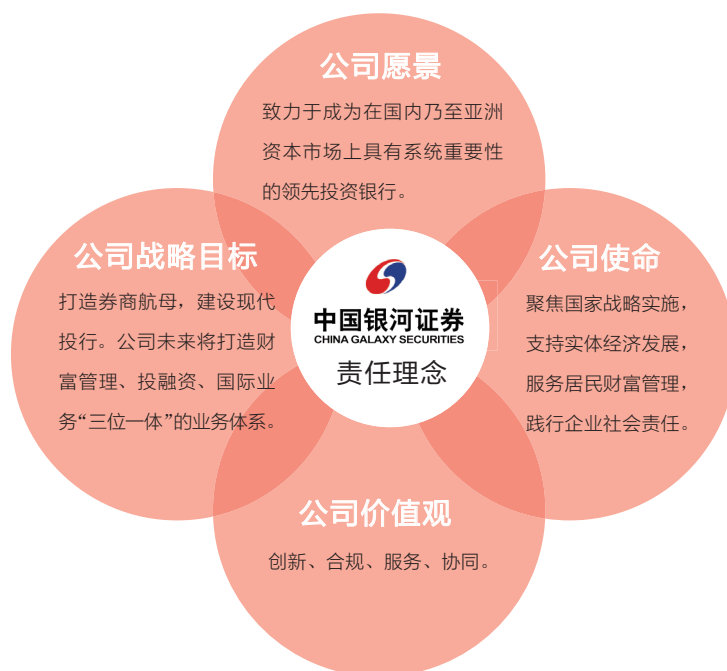 公司愿景
致力于成为在国内乃至亚洲
资本市场上具有系统重要性
的领先投资银行。
公司战略目标
打造券商航母，建设现代
投行。公司未来将打造财
富管理、投融资、国际业
务“三位一体”的业务体系。
中国银河证券
CHINA GALAXY SECURITIES
责任理念
公司使命
聚焦国家战略实施，
支持实体经济发展，
服务居民财富管理，
践行企业社会责任。
公司价值观
创新、合规、服务、协同。